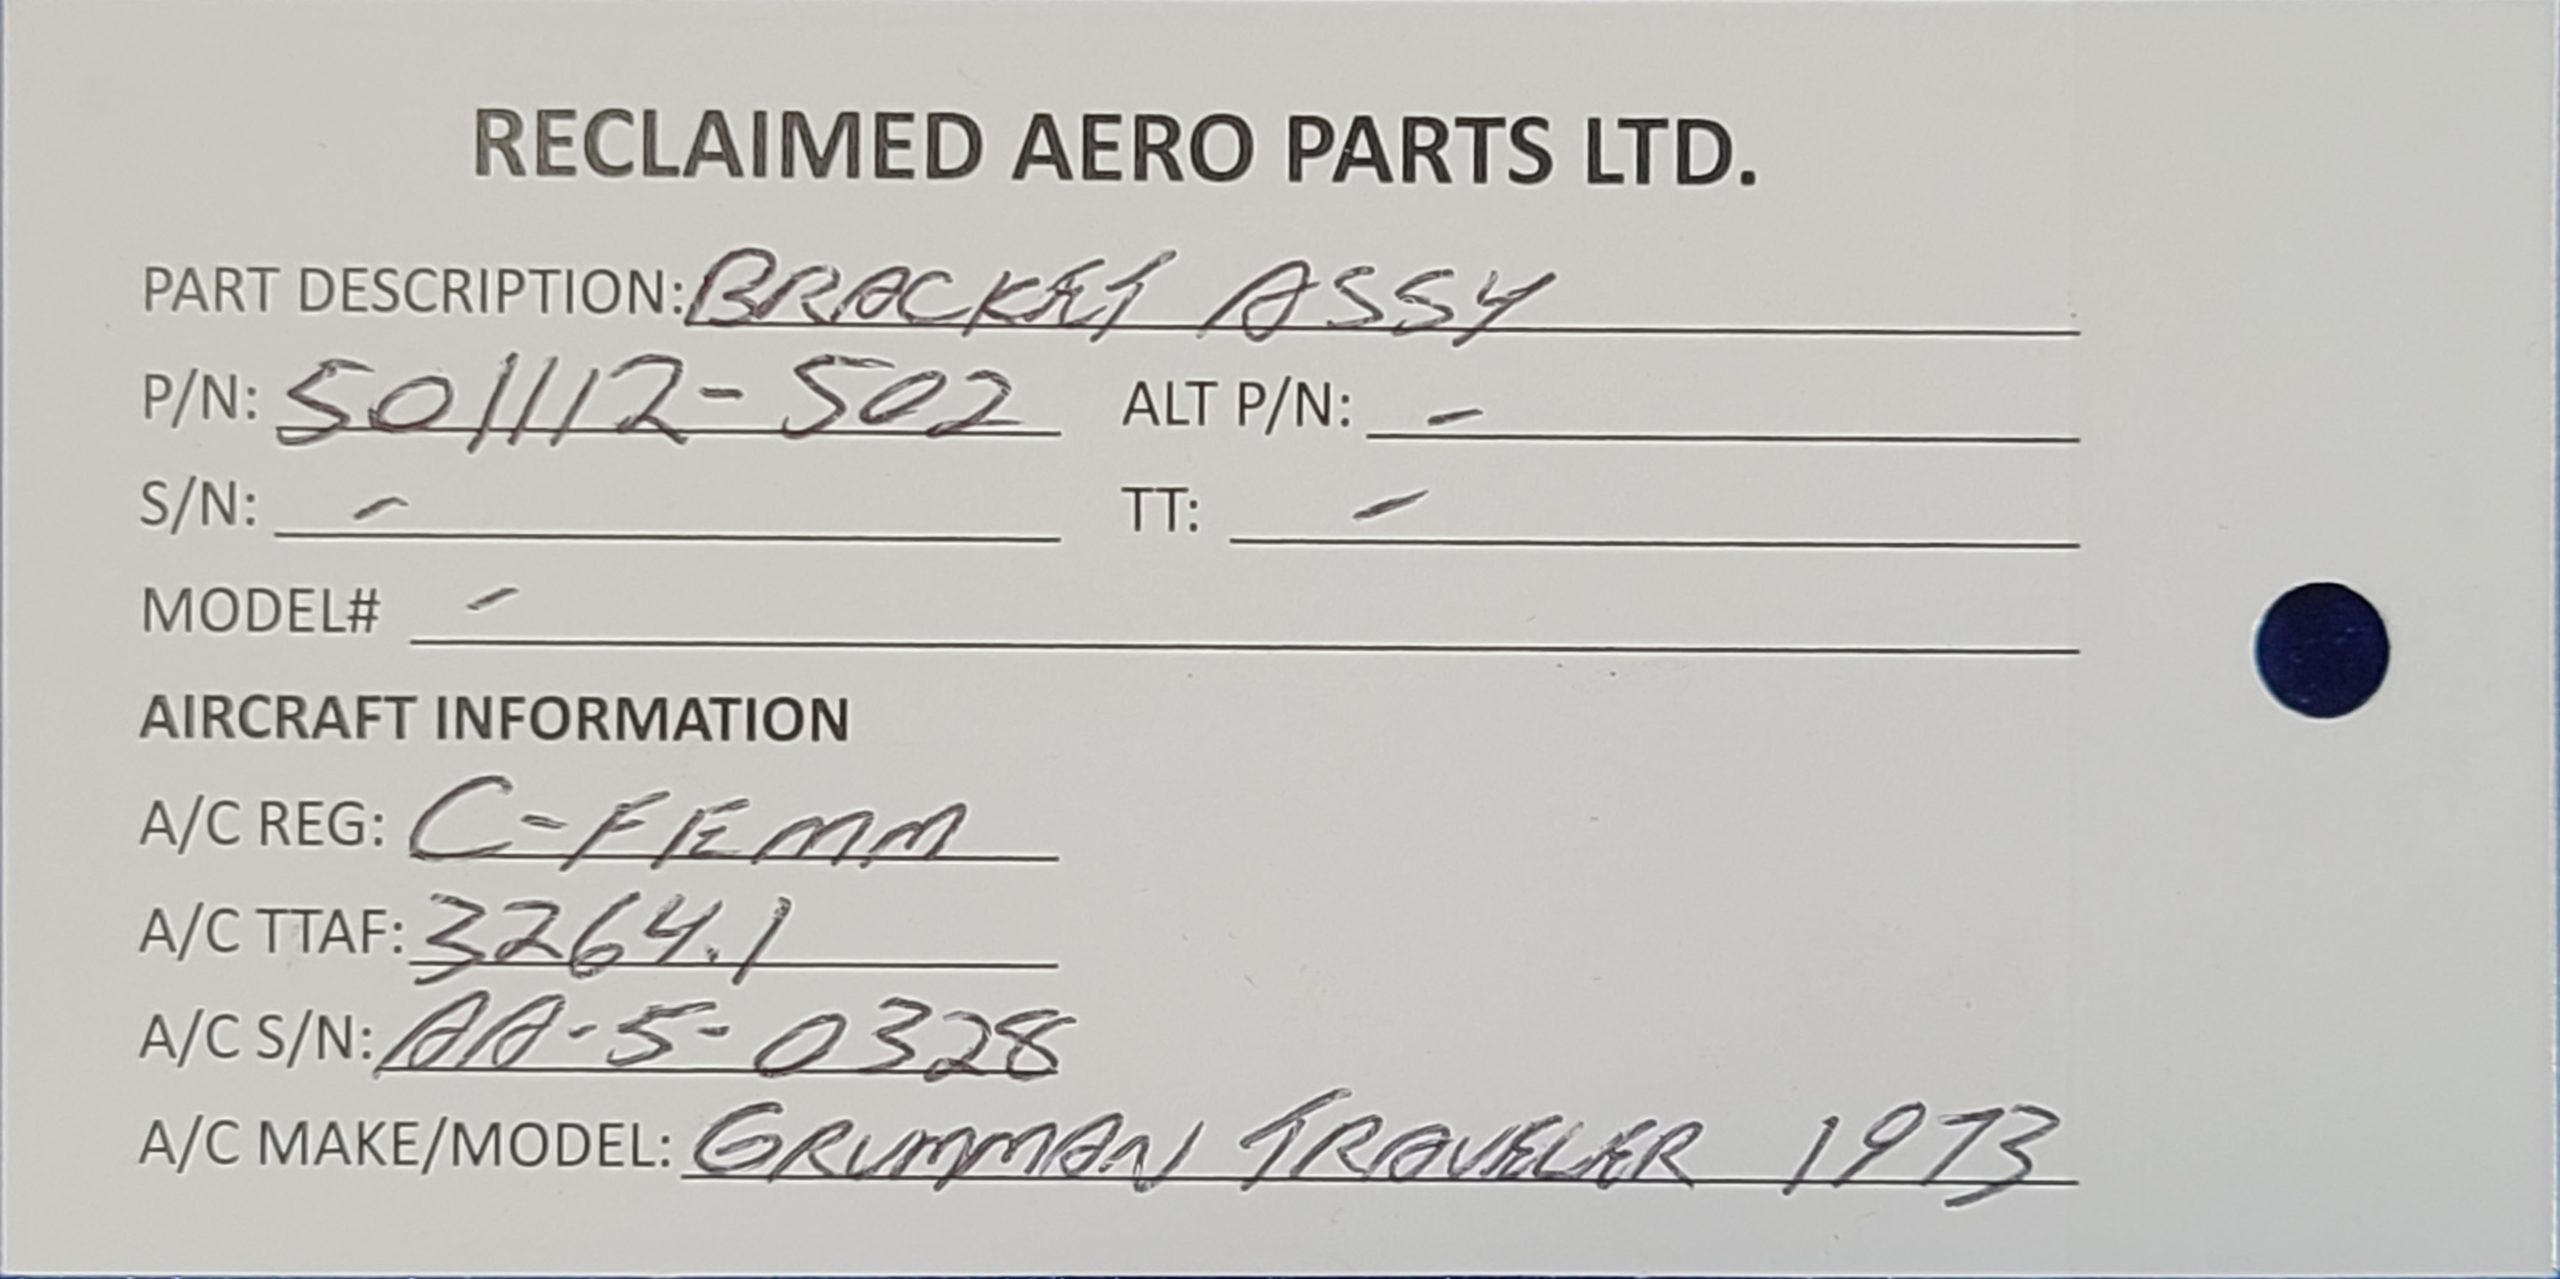 RECLAIMED AERO PARTS LTD.
PART DESCRIPTION: BRACKET ASSY
P/N: 501112-502 ALT P/N: -
S/N: - TT: -
MODEL# -
AIRCRAFT INFORMATION
A/C REG: C-FEMM
A/C TTAF: 3264.1
A/C S/N: AA-5-0328
A/C MAKE/MODEL: GRUMMAN TRAVELER 1973